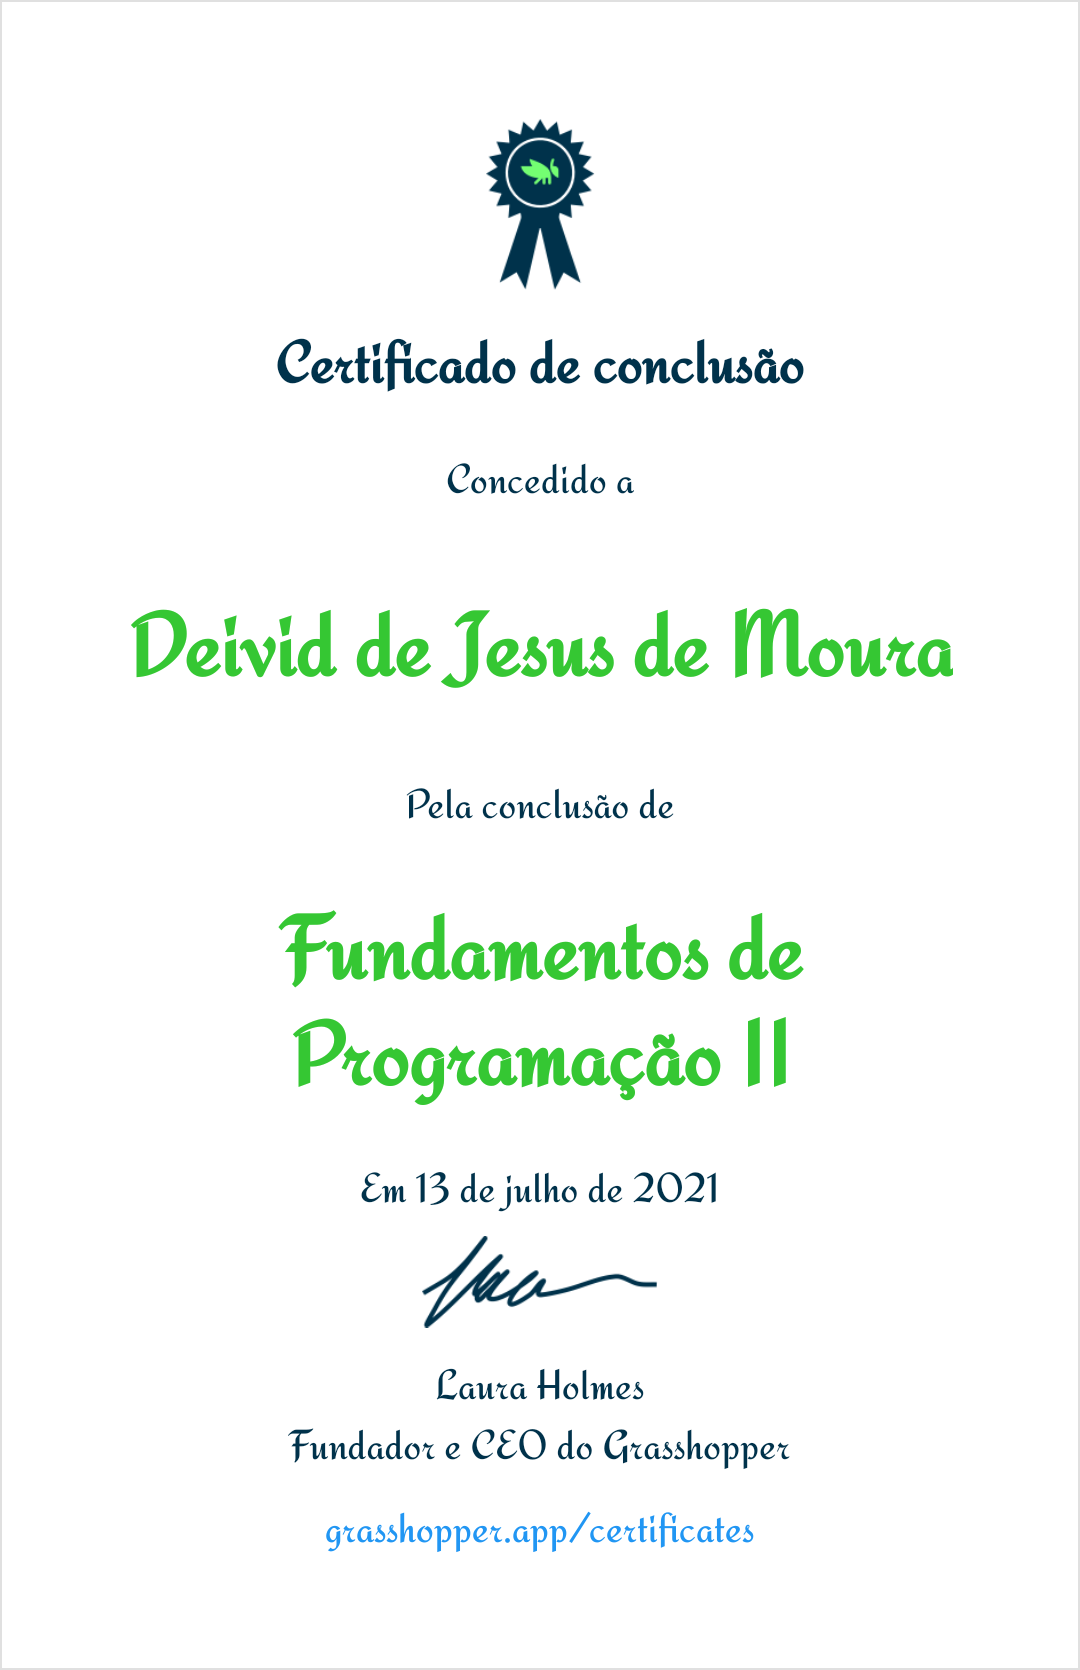 Certificado de conclusão
Concedido a
Deivid de Jesus de Moura
Pela conclusão de
Fundamentos de
Programação II
Em 13 de julho de 2021
Laura Holmes
Fundador e CEO do Grasshopper
grasshopper.app/certificates